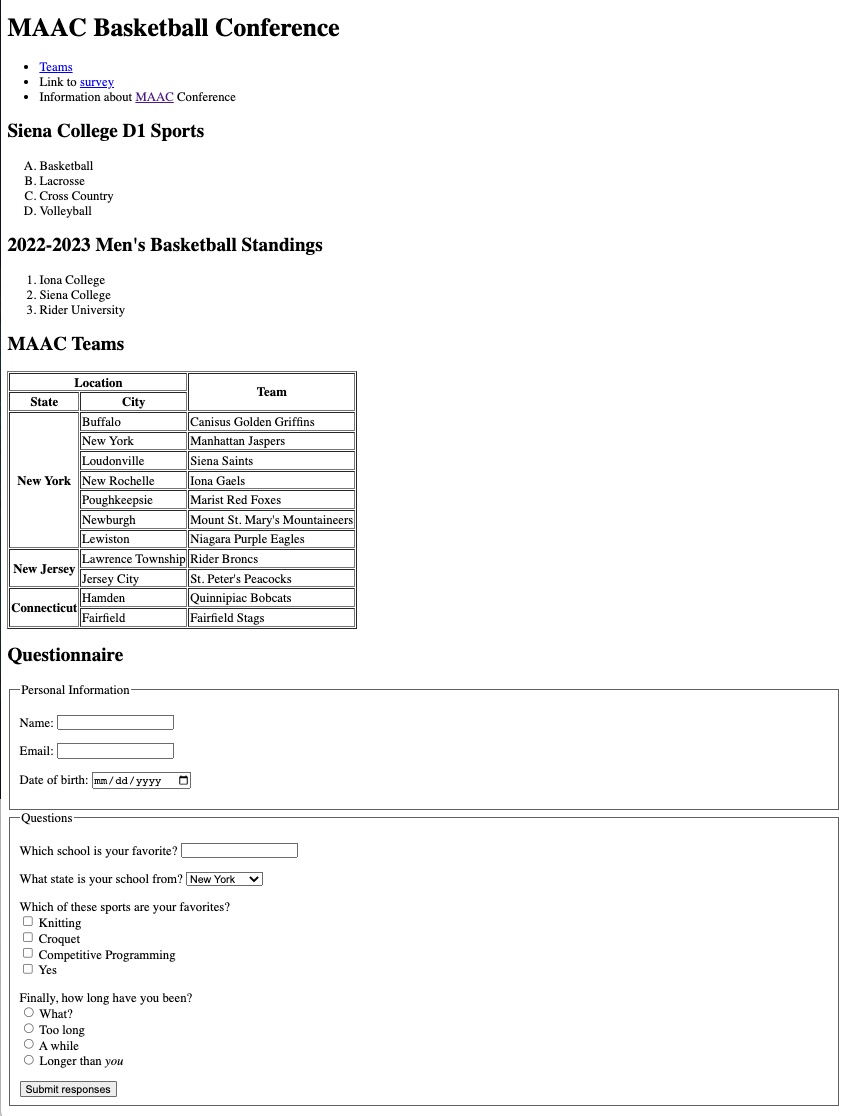 MAAC Basketball Conference
• Teams
• Link to survey
• Information about MAAC Conference
Siena College D1 Sports
A. Basketball
B. Lacrosse
C. Cross Country
D. Volleyball
2022-2023 Men's Basketball Standings
1. Iona College
2. Siena College
3. Rider University
MAAC Teams
Location Team
State City
New York Buffalo Canisus Golden Griffins
New York Manhattan Jaspers
Loudonville Siena Saints
New Rochelle Iona Gaels
Poughkeepsie Marist Red Foxes
Newburgh Mount St. Mary's Mountaineers
Lewiston Niagara Purple Eagles
New Jersey Lawrence Township Rider Broncs
Jersey City St. Peter's Peacocks
Connecticut Hamden Quinnipiac Bobcats
Fairfield Fairfield Stags
Questionnaire
Personal Information
Name:
Email:
Date of birth: mm/dd/yyyy
Questions
Which school is your favorite?
What state is your school from? New York
Which of these sports are your favorites?
Knitting
Croquet
Competitive Programming
Yes
Finally, how long have you been?
What?
Too long
A while
Longer than you
Submit responses